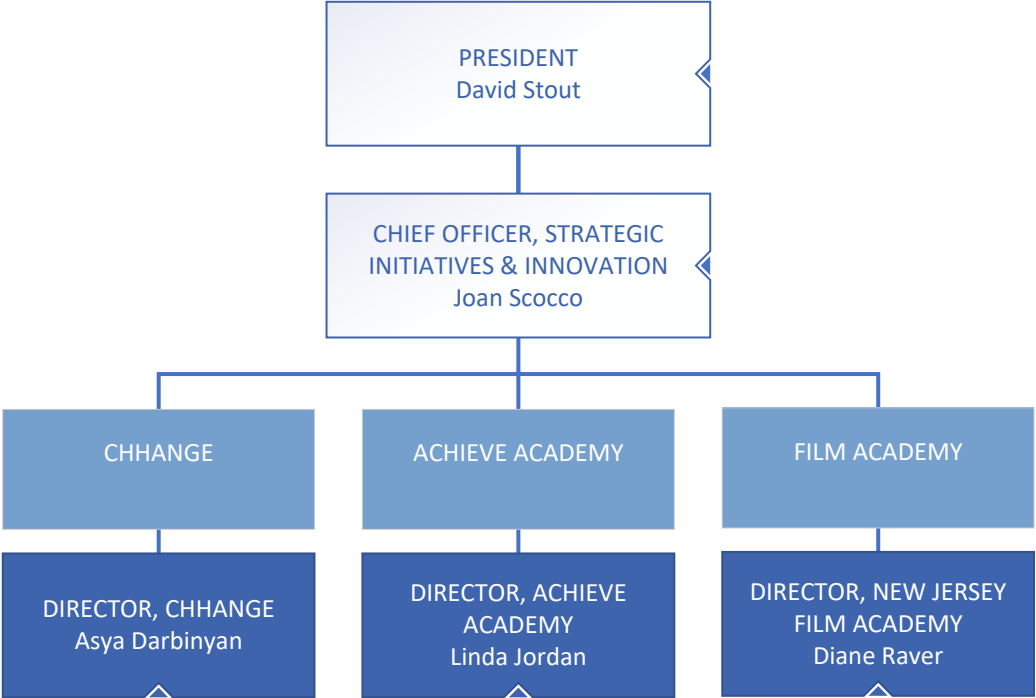 PRESIDENT
David Stout
CHIEF OFFICER, STRATEGIC
INITIATIVES & INNOVATION
Joan Scocco
CHHANGE
ACHIEVE ACADEMY
FILM ACADEMY
DIRECTOR, CHHANGE
Asya Darbinyan
DIRECTOR, ACHIEVE
ACADEMY
Linda Jordan
DIRECTOR, NEW JERSEY
FILM ACADEMY
Diane Raver